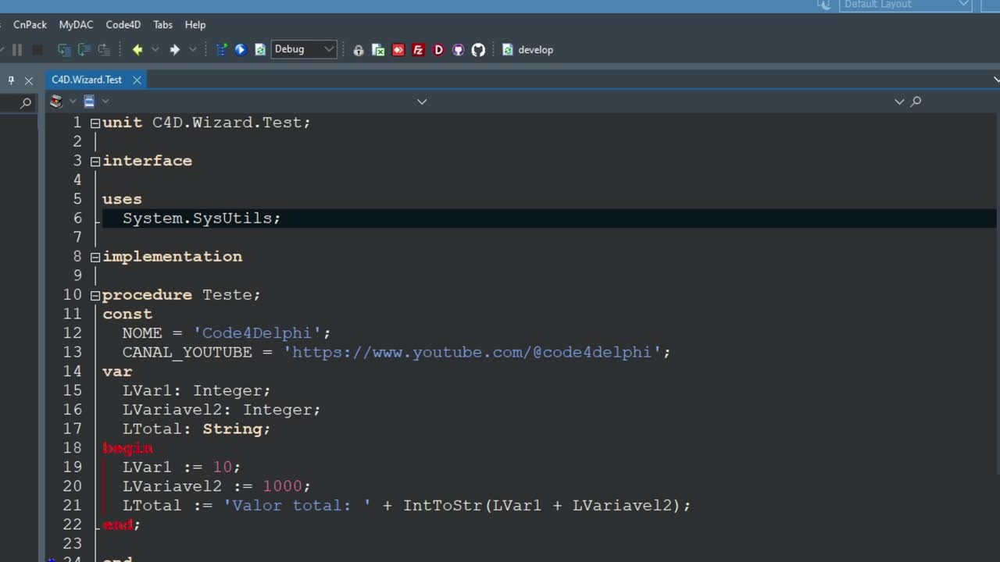 Default Layout
CnPack MyDAC Code4D Tabs Help
Debug
FZ D
develop
C4D.Wizard.Test
1 unit C4D.Wizard.Test;
2
3 interface
4
5 uses
6 System.SysUtils;
7
8 implementation
9
10 procedure Teste;
11 const
12 NOME = 'Code4Delphi';
13 CANAL_YOUTUBE = 'https://www.youtube.com/@code4delphi';
14 var
15 LVar1: Integer;
16 LVariavel2: Integer;
17 LTotal: String;
18 begin
19 LVar1 := 10;
20 LVariavel2 := 1000;
21 LTotal := 'Valor total: ' + IntToStr(LVar1 + LVariavel2);
22 end;
23
24 end